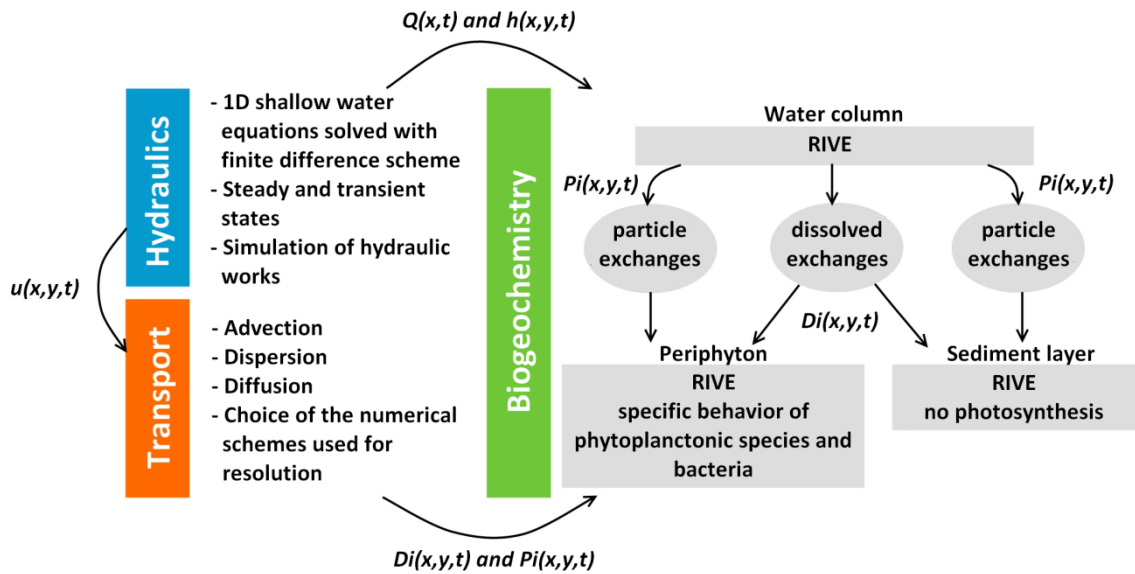 Q(x,t) and h(x,y,t)
Hydraulics
- 1D shallow water
equations solved with
finite difference scheme
- Steady and transient
states
- Simulation of hydraulic
works
u(x,y,t)
Transport
- Advection
- Dispersion
- Diffusion
- Choice of the numerical
schemes used for
resolution
Di(x,y,t) and Pi(x,y,t)
Biogeochemistry
Water column
RIVE
Pi(x,y,t)
Pi(x,y,t)
particle
exchanges
dissolved
exchanges
particle
exchanges
Di(x,y,t)
Periphyton
RIVE
specific behavior of
phytoplanctonic species and
bacteria
Sediment layer
RIVE
no photosynthesis